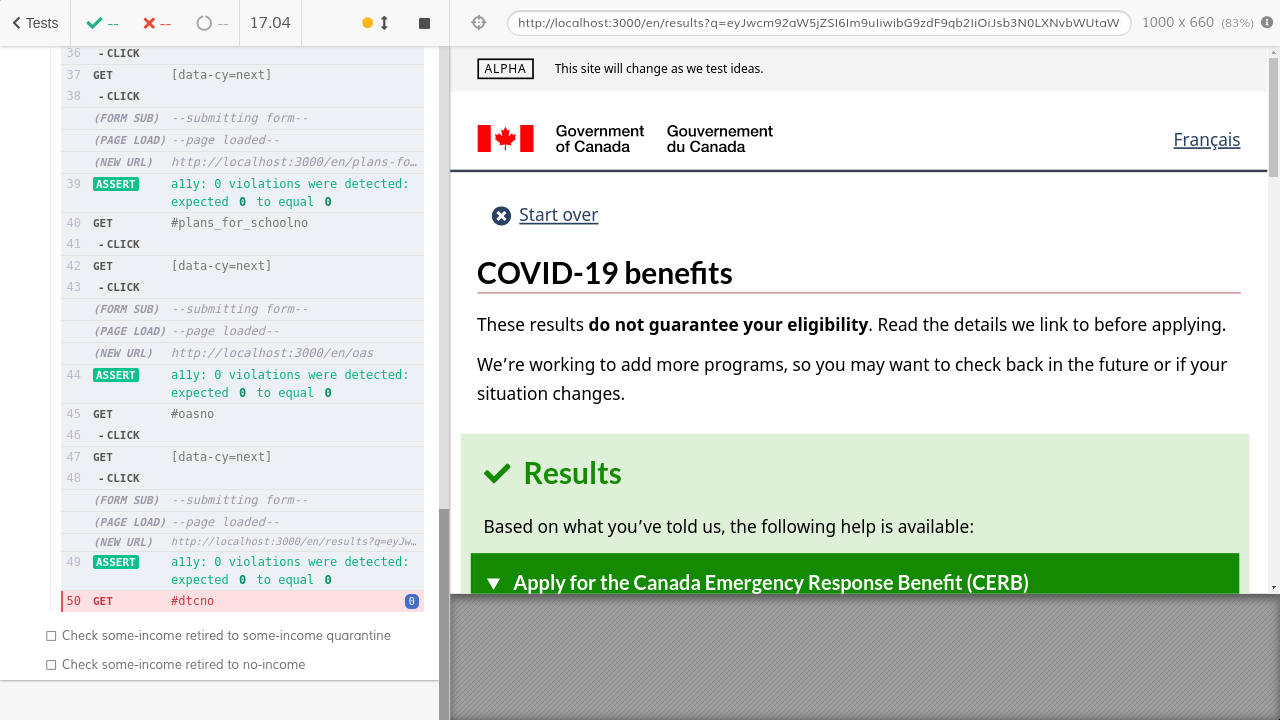 Tests
--
--
--
17.04
http://localhost:3000/en/results?q=eyJwcm92aW5jZSI6Im9uIiwibG9zdF9qb2IiOiJsb3N0LXNvbWUtaW
1000 x 660 (83%)
36 - CLICK
37 GET [data-cy=next]
38 - CLICK
(FORM SUB) --submitting form--
(PAGE LOAD) --page loaded--
(NEW URL) http://localhost:3000/en/plans-fo…
39 ASSERT a11y: 0 violations were detected:
expected 0 to equal 0
40 GET #plans_for_schoolno
41 - CLICK
42 GET [data-cy=next]
43 - CLICK
(FORM SUB) --submitting form--
(PAGE LOAD) --page loaded--
(NEW URL) http://localhost:3000/en/oas
44 ASSERT a11y: 0 violations were detected:
expected 0 to equal 0
45 GET #oasno
46 - CLICK
47 GET [data-cy=next]
48 - CLICK
(FORM SUB) --submitting form--
(PAGE LOAD) --page loaded--
(NEW URL) http://localhost:3000/en/results?q=eyJw…
49 ASSERT a11y: 0 violations were detected:
expected 0 to equal 0
50 GET #dtcno 0
Check some-income retired to some-income quarantine
Check some-income retired to no-income
ALPHA This site will change as we test ideas.
Government
of Canada
Gouvernement
du Canada
Français
Start over
COVID-19 benefits
These results do not guarantee your eligibility. Read the details we link to before applying.
We’re working to add more programs, so you may want to check back in the future or if your
situation changes.
Results
Based on what you’ve told us, the following help is available:
Apply for the Canada Emergency Response Benefit (CERB)